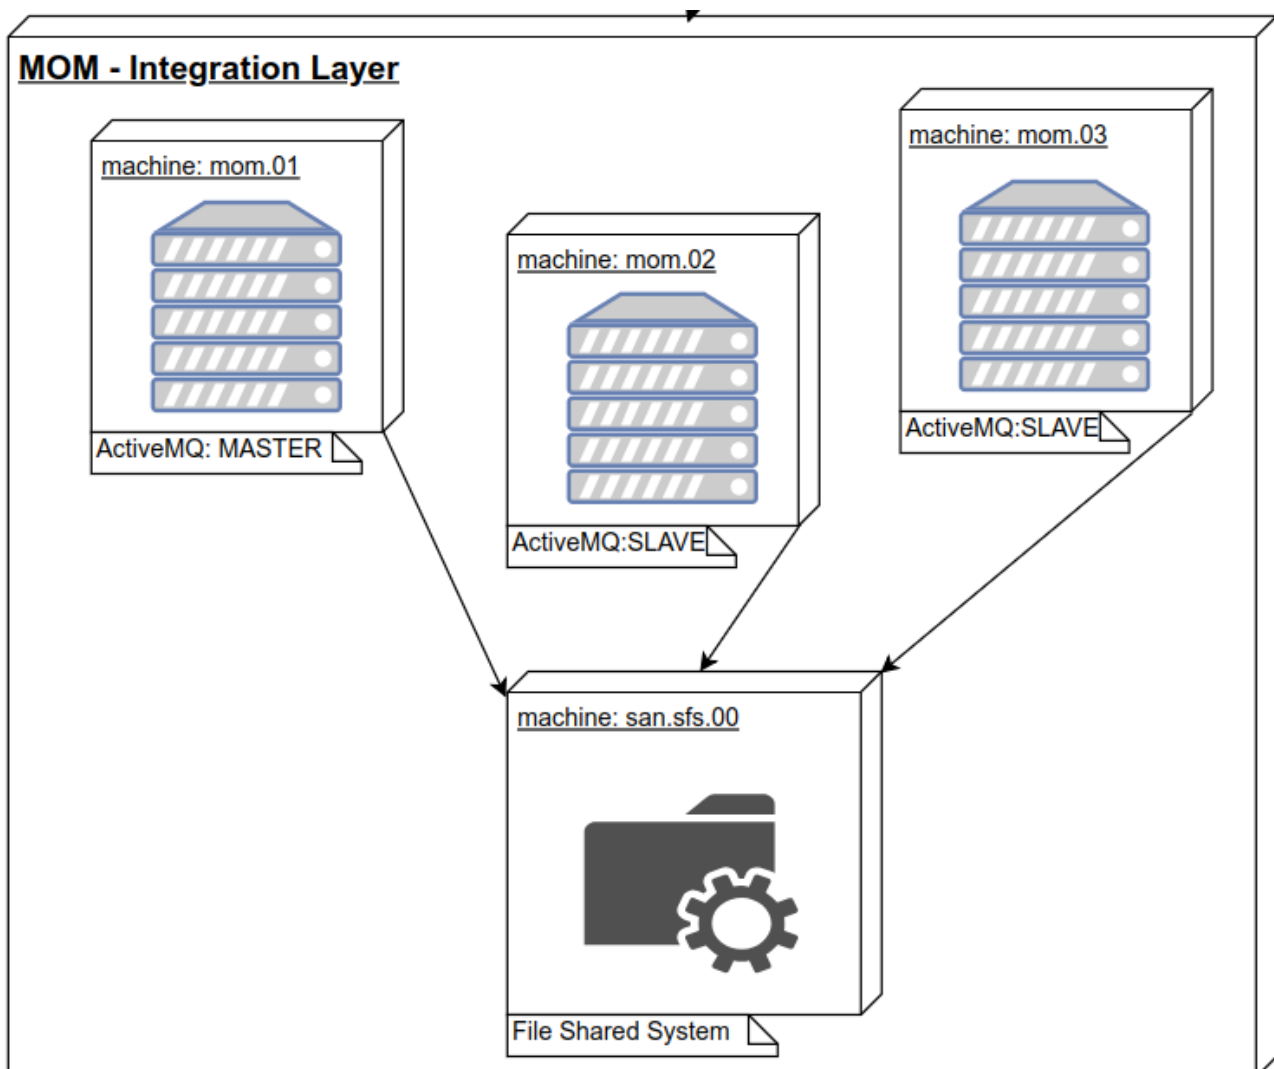 MOM - Integration Layer
machine: mom.01
ActiveMQ: MASTER
machine: mom.02
ActiveMQ:SLAVE
machine: mom.03
ActiveMQ:SLAVE
machine: san.sfs.00
File Shared System